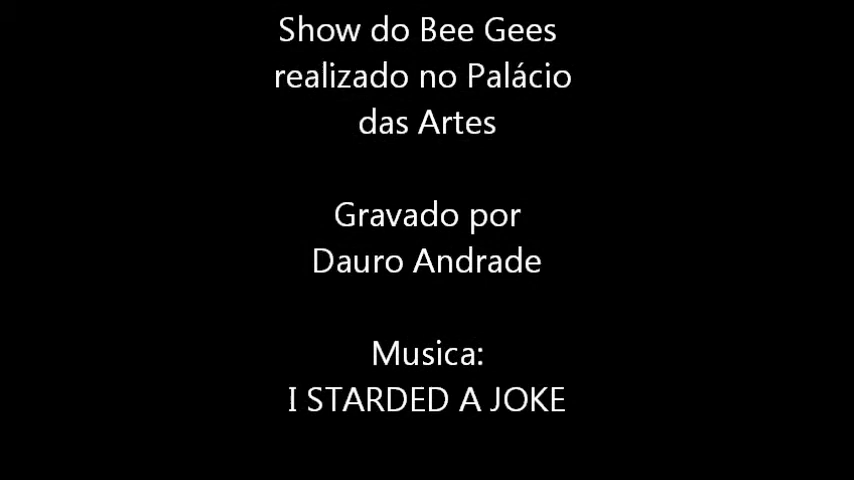 Show do Bee Gees
realizado no Palácio
das Artes
Gravado por
Dauro Andrade
Musica:
I STARDED A JOKE